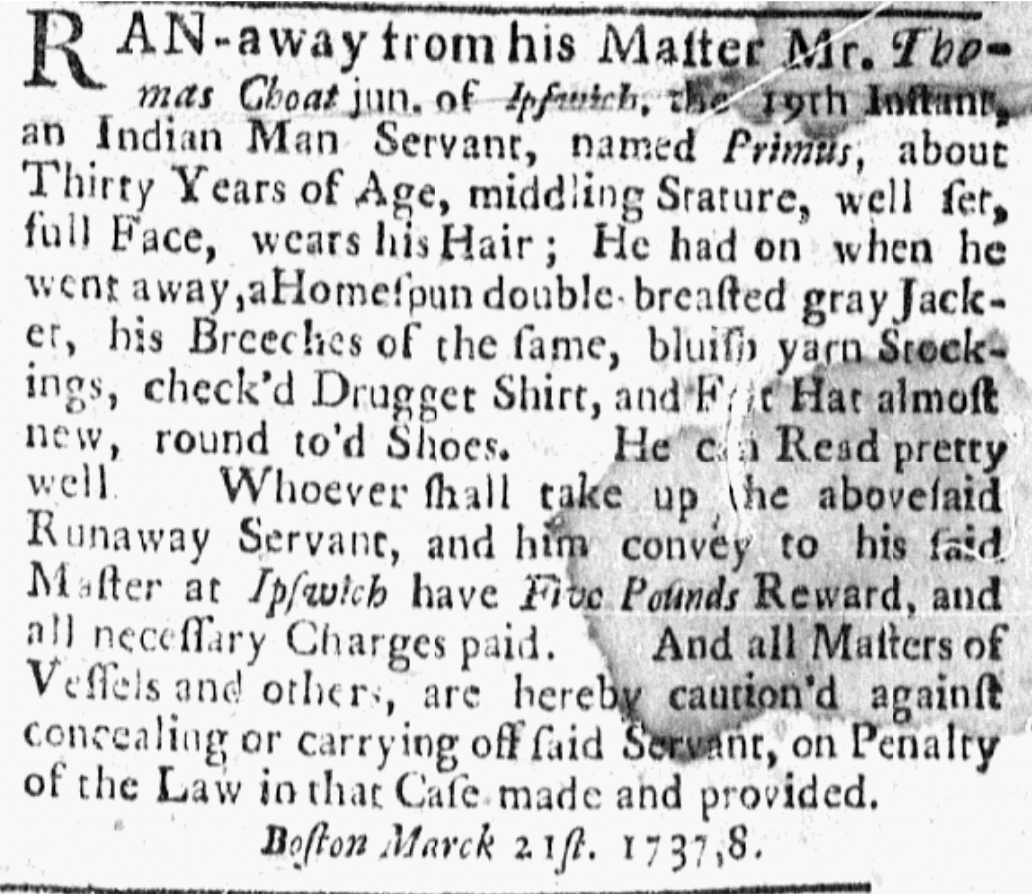 RAN-away from his Maſter Mr. Tho-
mas Choat jun. of Ipſwich, the 19th Inſtant,
an Indian Man Servant, named Primus, about
Thirty Years of Age, middling Stature, well ſet,
full Face, wears his Hair; He had on when he
went away, a Homeſpun double-breaſted gray Jack-
et, his Breeches of the ſame, bluiſh yarn Stock-
ings, check'd Drugget Shirt, and Felt Hat almoſt
new, round to'd Shoes. He can Read pretty
well. Whoever ſhall take up the aboveſaid
Runaway Servant, and him convey to his ſaid
Maſter at Ipſwich have Five Pounds Reward, and
all neceſſary Charges paid. And all Maſters of
Veſſels and others, are hereby caution'd againſt
concealing or carrying off ſaid Servant, on Penalty
of the Law in that Caſe made and provided.
Boſton March 21ſt. 1737,8.